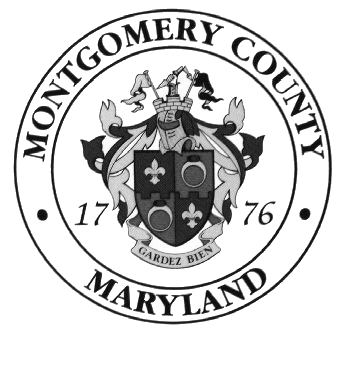 MONTGOMERY COUNTY
17 76
GARDEZ BIEN
MARYLAND